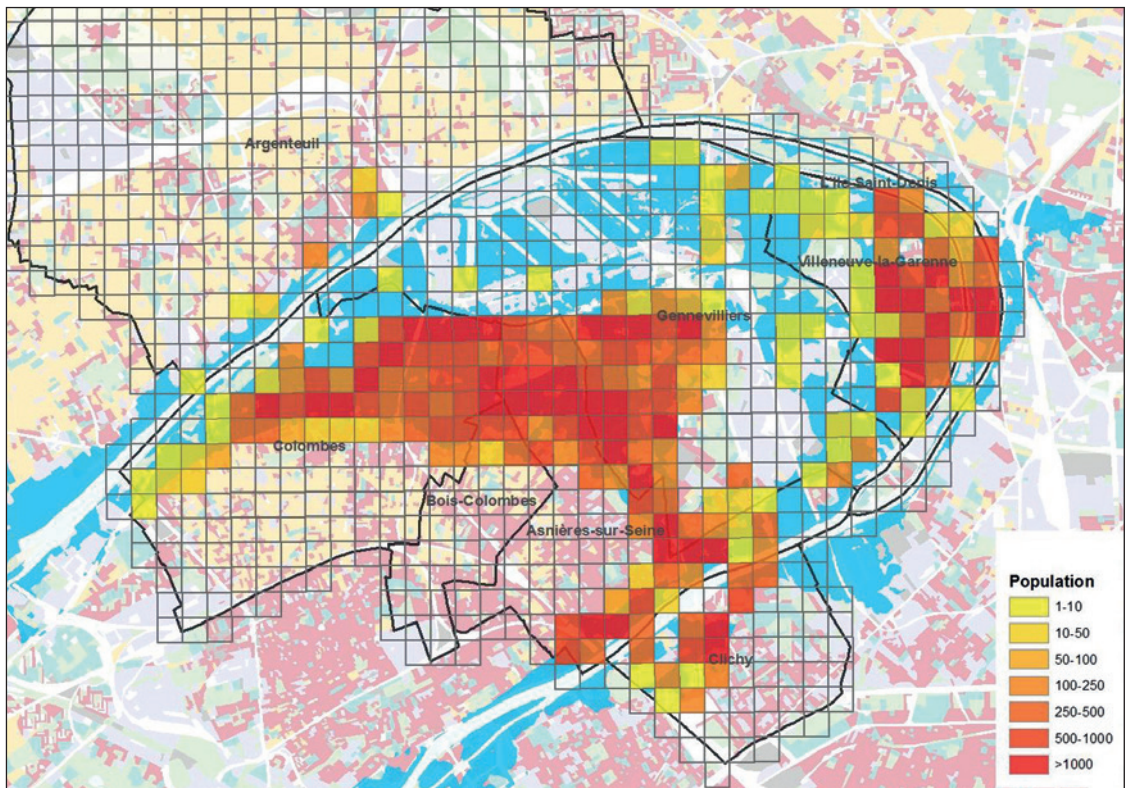 Argenteuil
L'Ile-Saint-Denis
Villeneuve-la-Garenne
Gennevilliers
Colombes
Bois-Colombes
Asnières-sur-Seine
Clichy
Population
1-10
10-50
50-100
100-250
250-500
500-1000
>1000